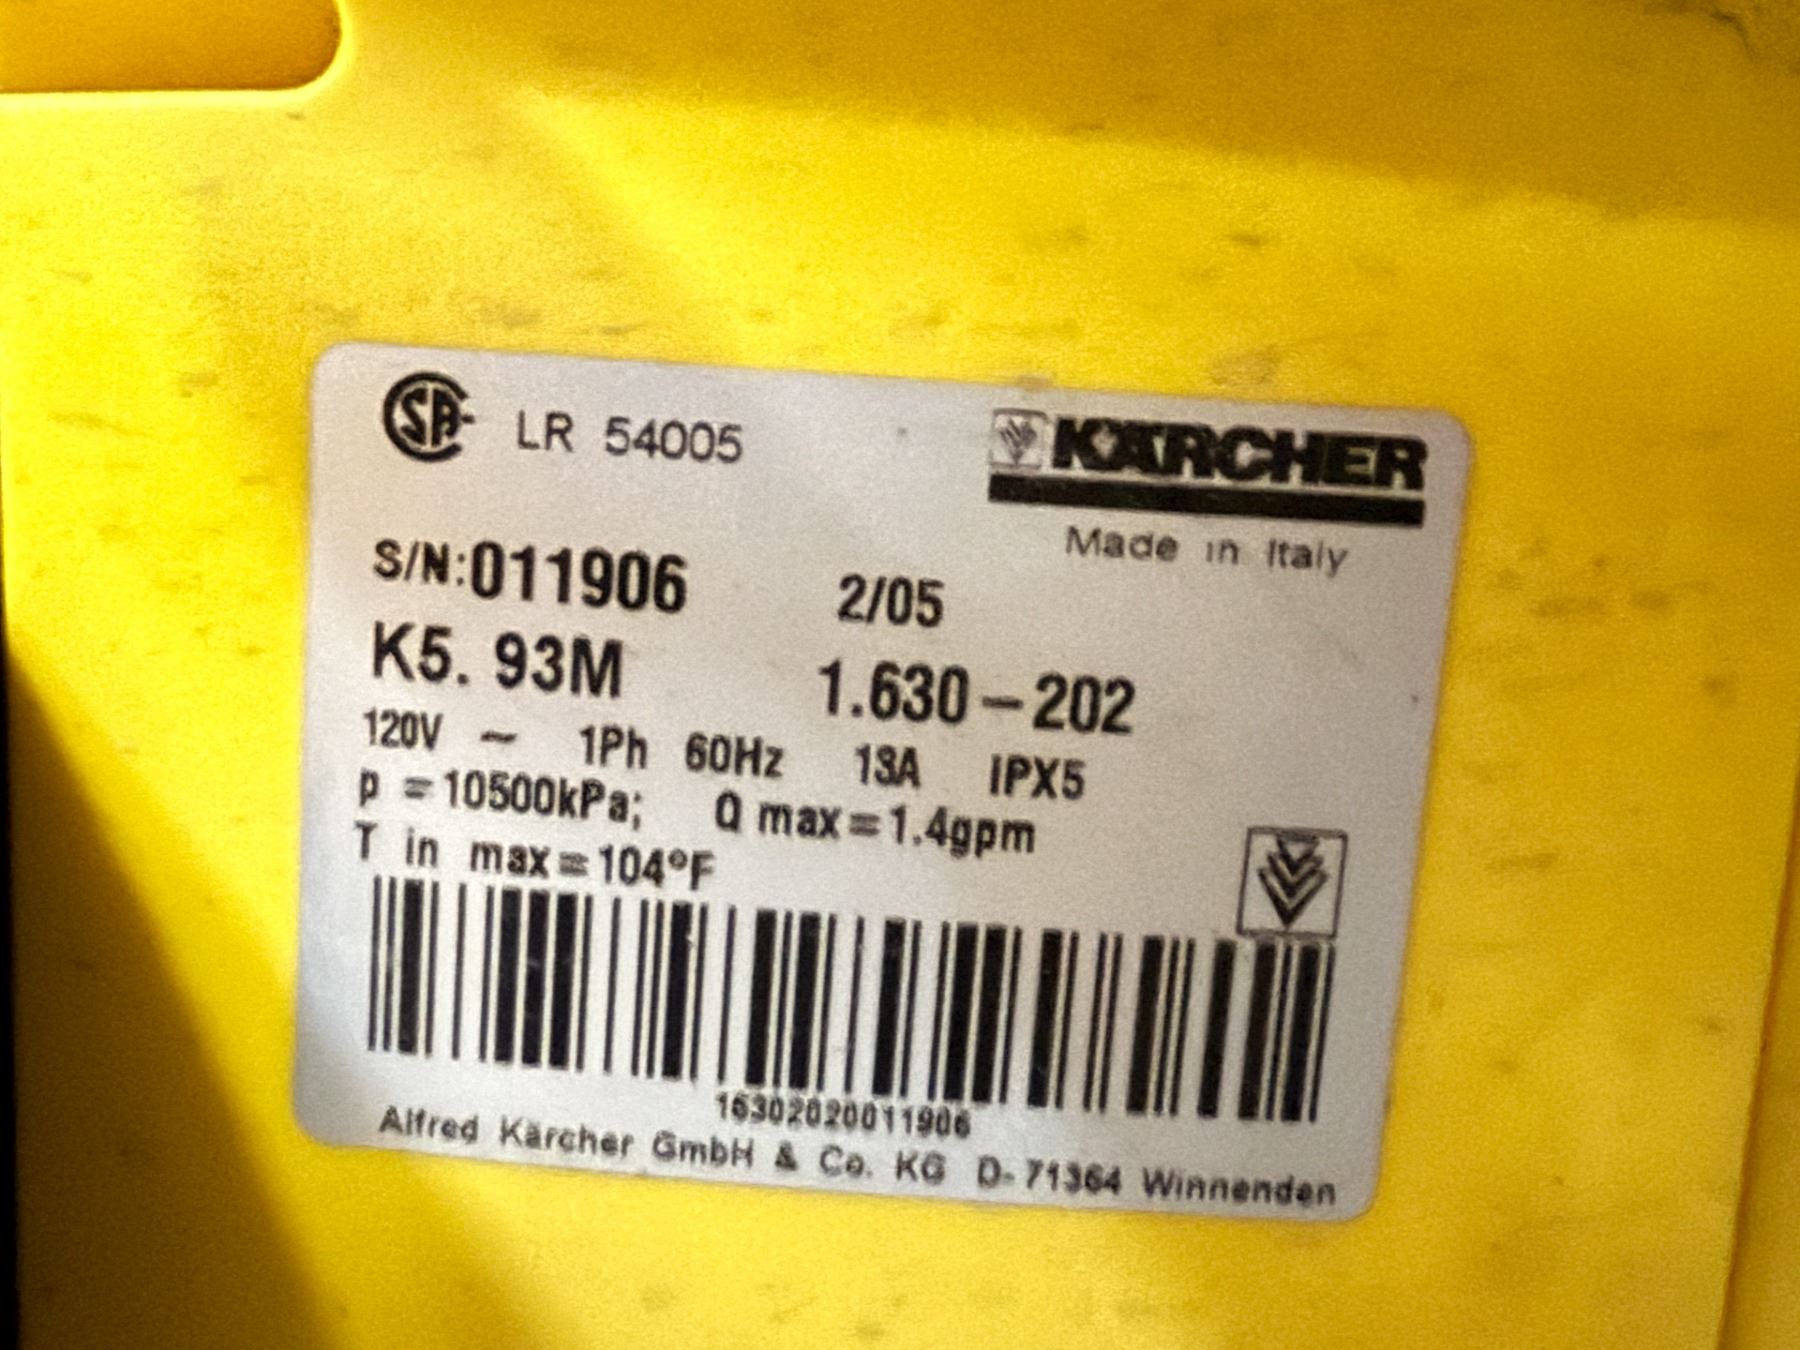 CSA LR 54005
KÄRCHER
Made in Italy
S/N:011906 2/05
K5. 93M 1.630-202
120V ~ 1Ph 60Hz 13A IPX5
p = 10500kPa; Q max = 1.4gpm
T in max = 104°F
16302020011906
Alfred Kärcher GmbH & Co. KG D-71364 Winnenden